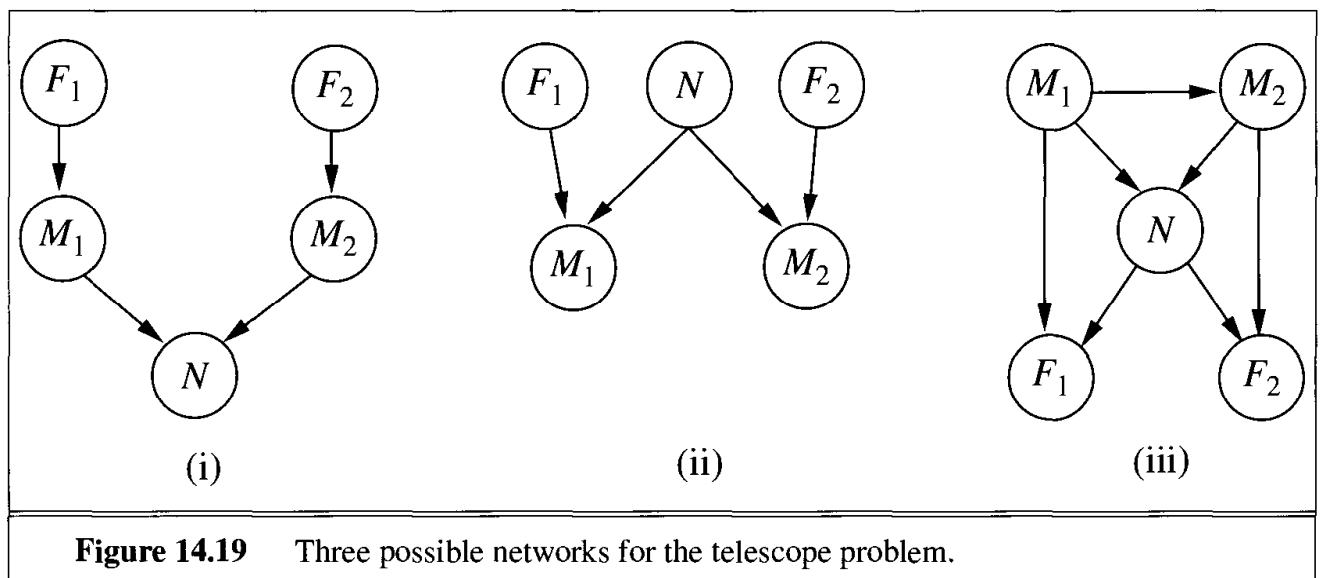 F1 F2 F1 N F2 M1 M2
M1 M2 M1 M2 N
N F1 F2
(i) (ii) (iii)
Figure 14.19 Three possible networks for the telescope problem.